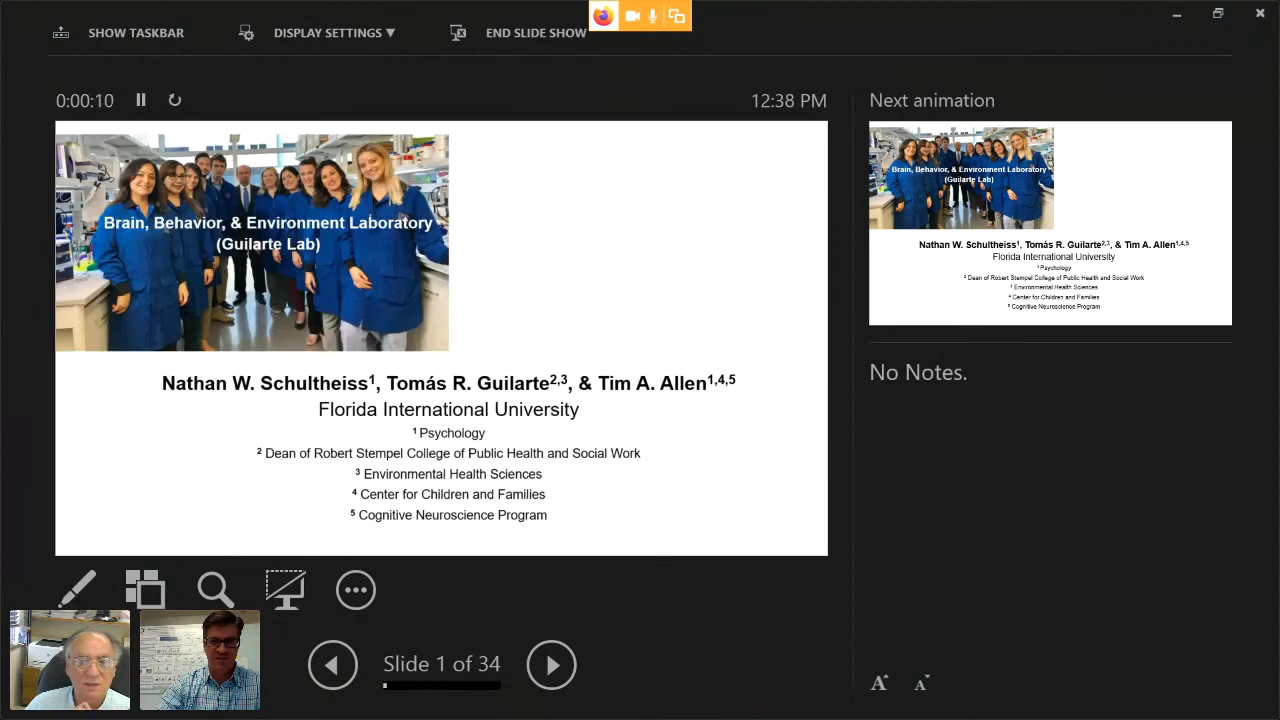 SHOW TASKBAR
DISPLAY SETTINGS ▼
END SLIDE SHOW
0:00:10
12:38 PM
Next animation
Brain, Behavior, & Environment Laboratory
(Guilarte Lab)
Nathan W. Schultheiss1, Tomás R. Guilarte2,3, & Tim A. Allen1,4,5
Florida International University
1 Psychology
2 Dean of Robert Stempel College of Public Health and Social Work
3 Environmental Health Sciences
4 Center for Children and Families
5 Cognitive Neuroscience Program
Brain, Behavior, & Environment Laboratory
(Guilarte Lab)
Nathan W. Schultheiss1, Tomás R. Guilarte2,3, & Tim A. Allen1,4,5
Florida International University
1 Psychology
2 Dean of Robert Stempel College of Public Health and Social Work
3 Environmental Health Sciences
4 Center for Children and Families
5 Cognitive Neuroscience Program
No Notes.
Slide 1 of 34
A A